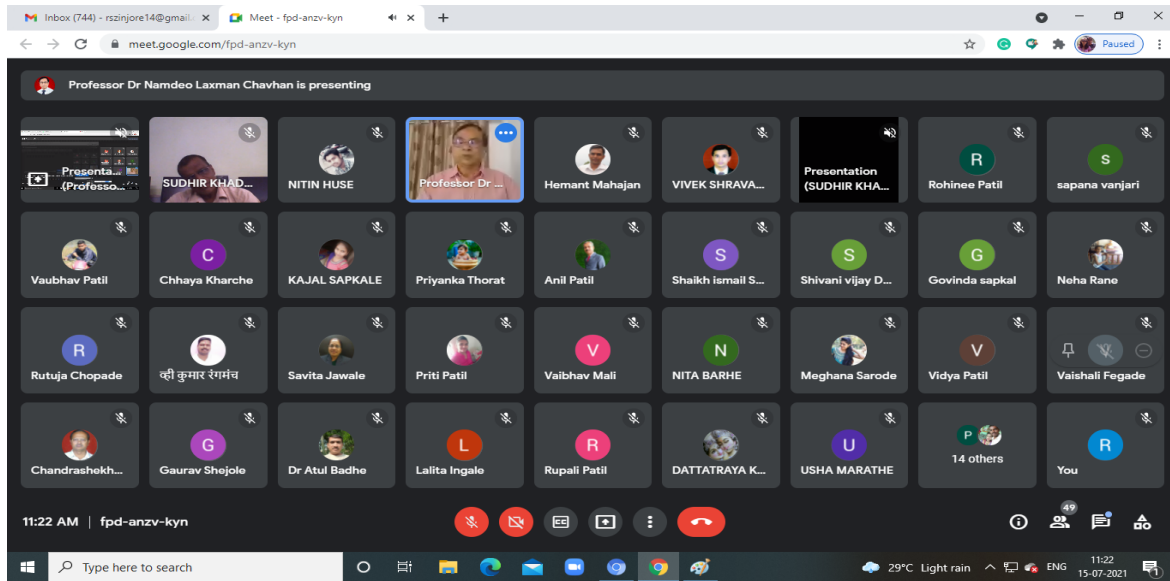 Inbox (744) - rszinjore14@gmail.
Meet - fpd-anzv-kyn
meet.google.com/fpd-anzv-kyn
Paused
Professor Dr Namdeo Laxman Chavhan is presenting
Presenta...
(Professo...
SUDHIR KHAD...
NITIN HUSE
Professor Dr ...
Hemant Mahajan
VIVEK SHRAVA...
Presentation
(SUDHIR KHA...
R
Rohinee Patil
S
sapana vanjari
Vaubhav Patil
C
Chhaya Kharche
KAJAL SAPKALE
Priyanka Thorat
Anil Patil
S
Shaikh ismail S...
S
Shivani vijay D...
G
Govinda sapkal
Neha Rane
R
Rutuja Chopade
व्ही कुमार रंगमंच
Savita Jawale
Priti Patil
V
Vaibhav Mali
N
NITA BARHE
Meghana Sarode
V
Vidya Patil
V
Vaishali Fegade
Chandrashekh...
G
Gaurav Shejole
Dr Atul Badhe
L
Lalita Ingale
R
Rupali Patil
DATTATRAYA K...
U
USHA MARATHE
P
14 others
R
You
11:22 AM | fpd-anzv-kyn
CC
49
Type here to search
29°C Light rain
ENG
11:22
15-07-2021
1